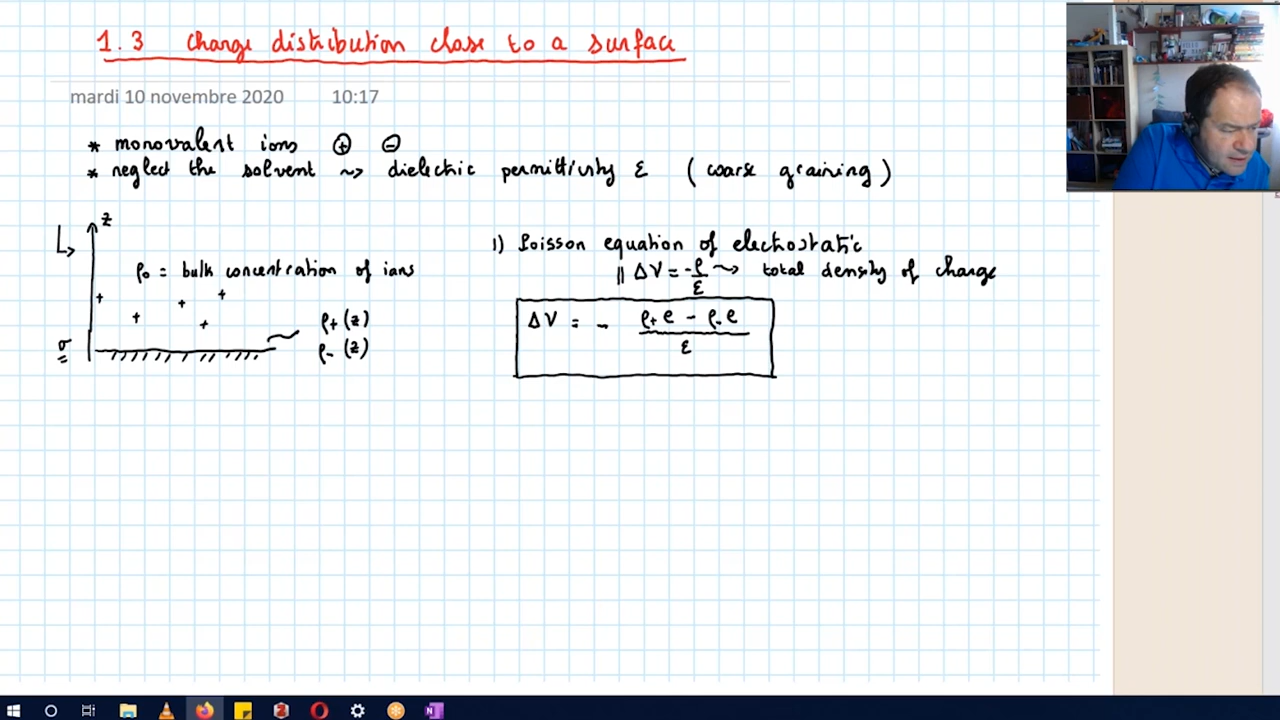 1.3 Charge distribution close to a surface
mardi 10 novembre 2020 10:17
* monovalent ions ⊕ ⊖
* neglect the solvent ⇝ dielectric permittivity ε (coarse graining)
z
ρ₀ = bulk concentration of ions
+ + + + +
σ
ρ₊ (z)
ρ₋ (z)
1) Poisson equation of electrostatic
|| ΔV = -ρ/ε ⇝ total density of charge
ΔV = - (ρ₊ e - ρ₋ e)/ε